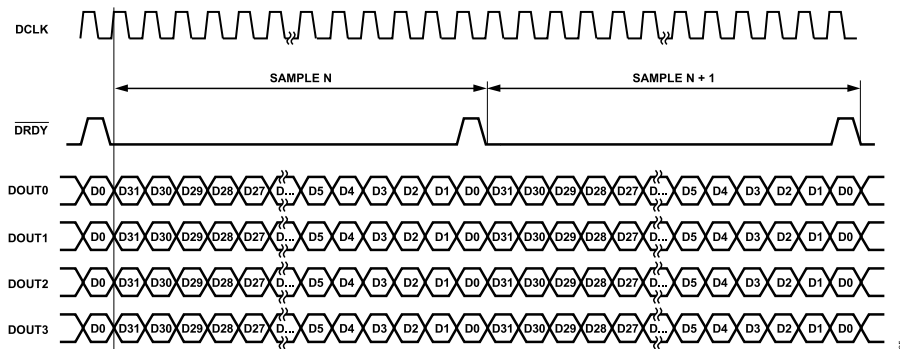 DCLK
SAMPLE N SAMPLE N + 1
DRDY
DOUT0 D0 D31 D30 D29 D28 D27 D... D5 D4 D3 D2 D1 D0 D31 D30 D29 D28 D27 D... D5 D4 D3 D2 D1 D0
DOUT1 D0 D31 D30 D29 D28 D27 D... D5 D4 D3 D2 D1 D0 D31 D30 D29 D28 D27 D... D5 D4 D3 D2 D1 D0
DOUT2 D0 D31 D30 D29 D28 D27 D... D5 D4 D3 D2 D1 D0 D31 D30 D29 D28 D27 D... D5 D4 D3 D2 D1 D0
DOUT3 D0 D31 D30 D29 D28 D27 D... D5 D4 D3 D2 D1 D0 D31 D30 D29 D28 D27 D... D5 D4 D3 D2 D1 D0